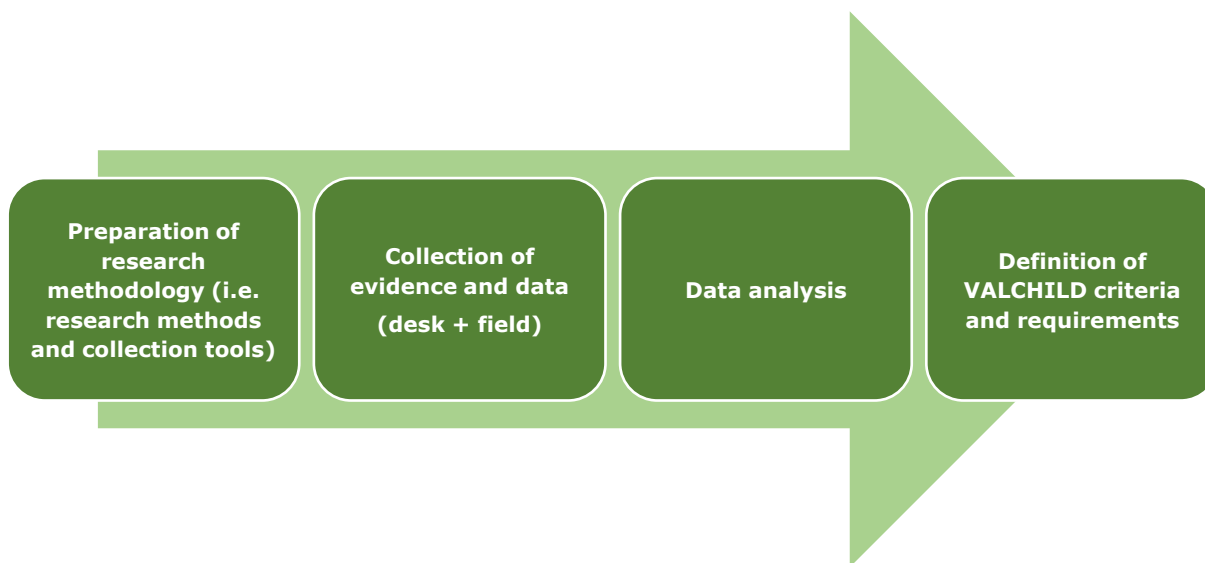 Preparation of
research
methodology (i.e.
research methods
and collection tools)
Collection of
evidence and data
(desk + field)
Data analysis
Definition of
VALCHILD criteria
and requirements